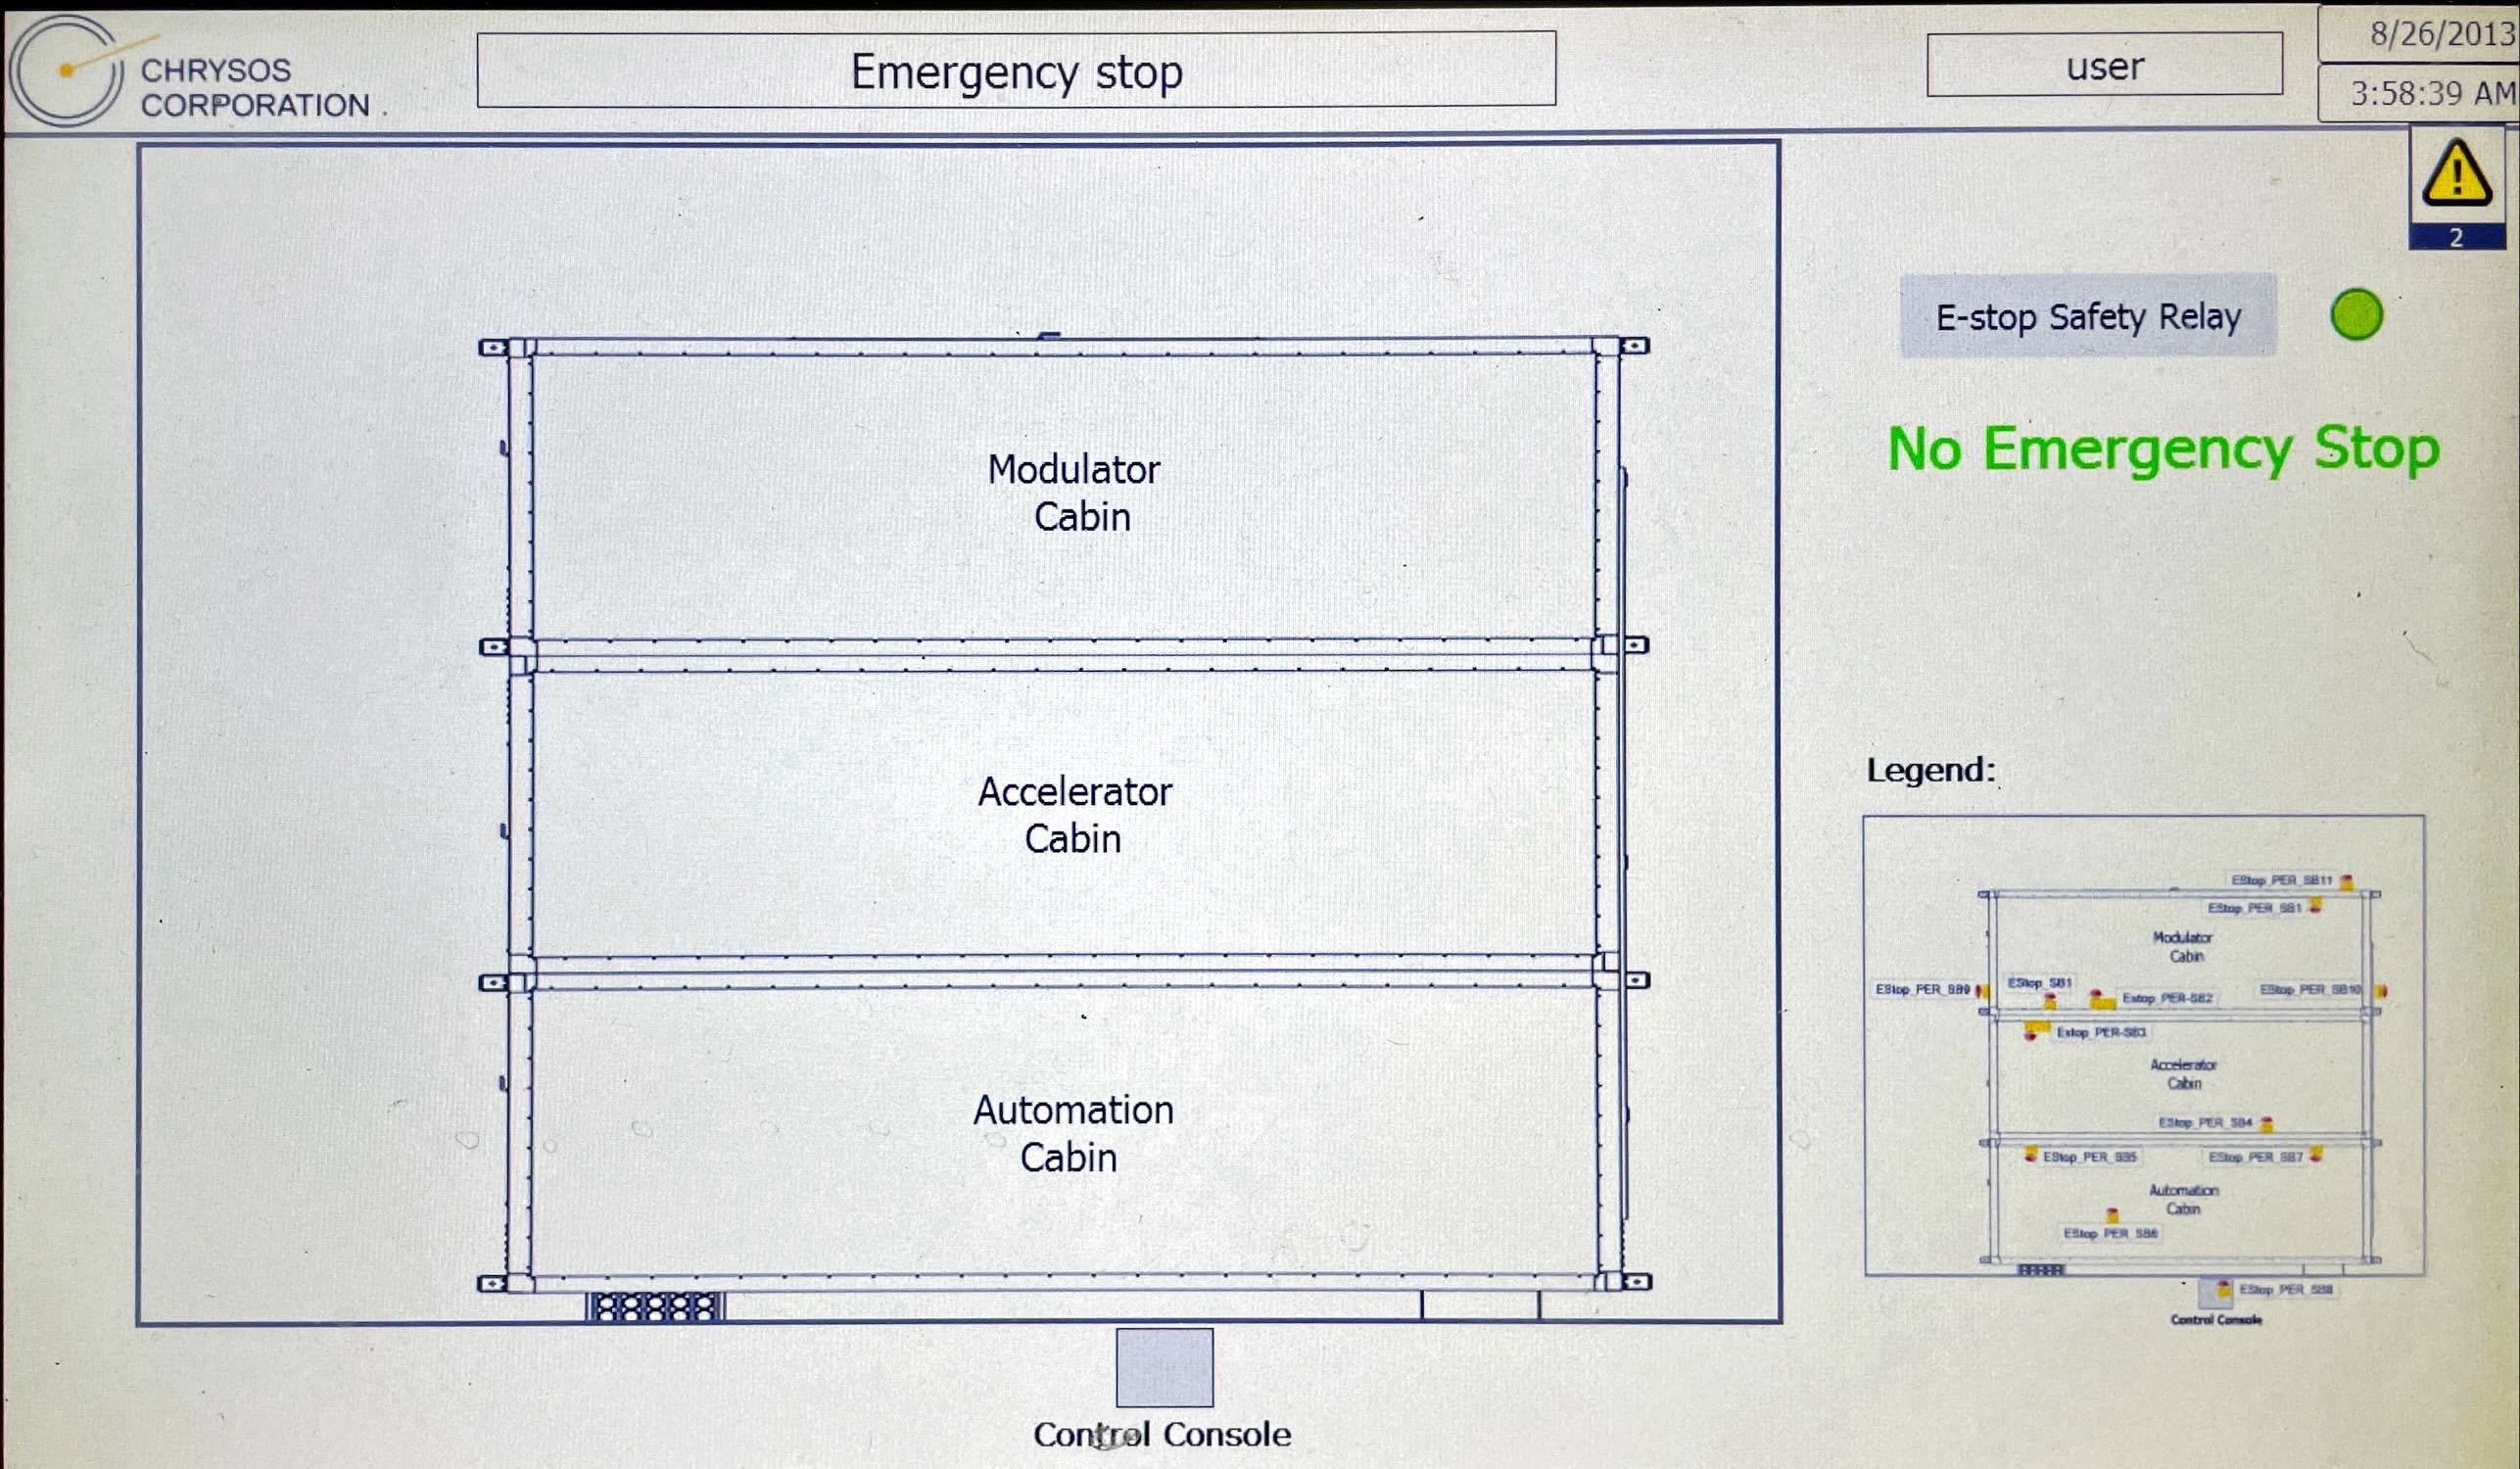 CHRYSOS
CORPORATION
Emergency stop
user
8/26/2013
3:58:39 AM
2
E-stop Safety Relay
No Emergency Stop
Modulator
Cabin
Accelerator
Cabin
Automation
Cabin
Control Console
Legend:
EStop_PER_SB11
EStop_PER_SB1
Modulator
Cabin
EStop_PER_SB9
EStop_SB1
Estop_PER-SB2
EStop_PER_SB10
Estop_PER-SB3
Accelerator
Cabin
EStop_PER_SB4
EStop_PER_SB5
EStop_PER_SB7
Automation
Cabin
EStop_PER_SB6
EStop_PER_SB8
Control Console